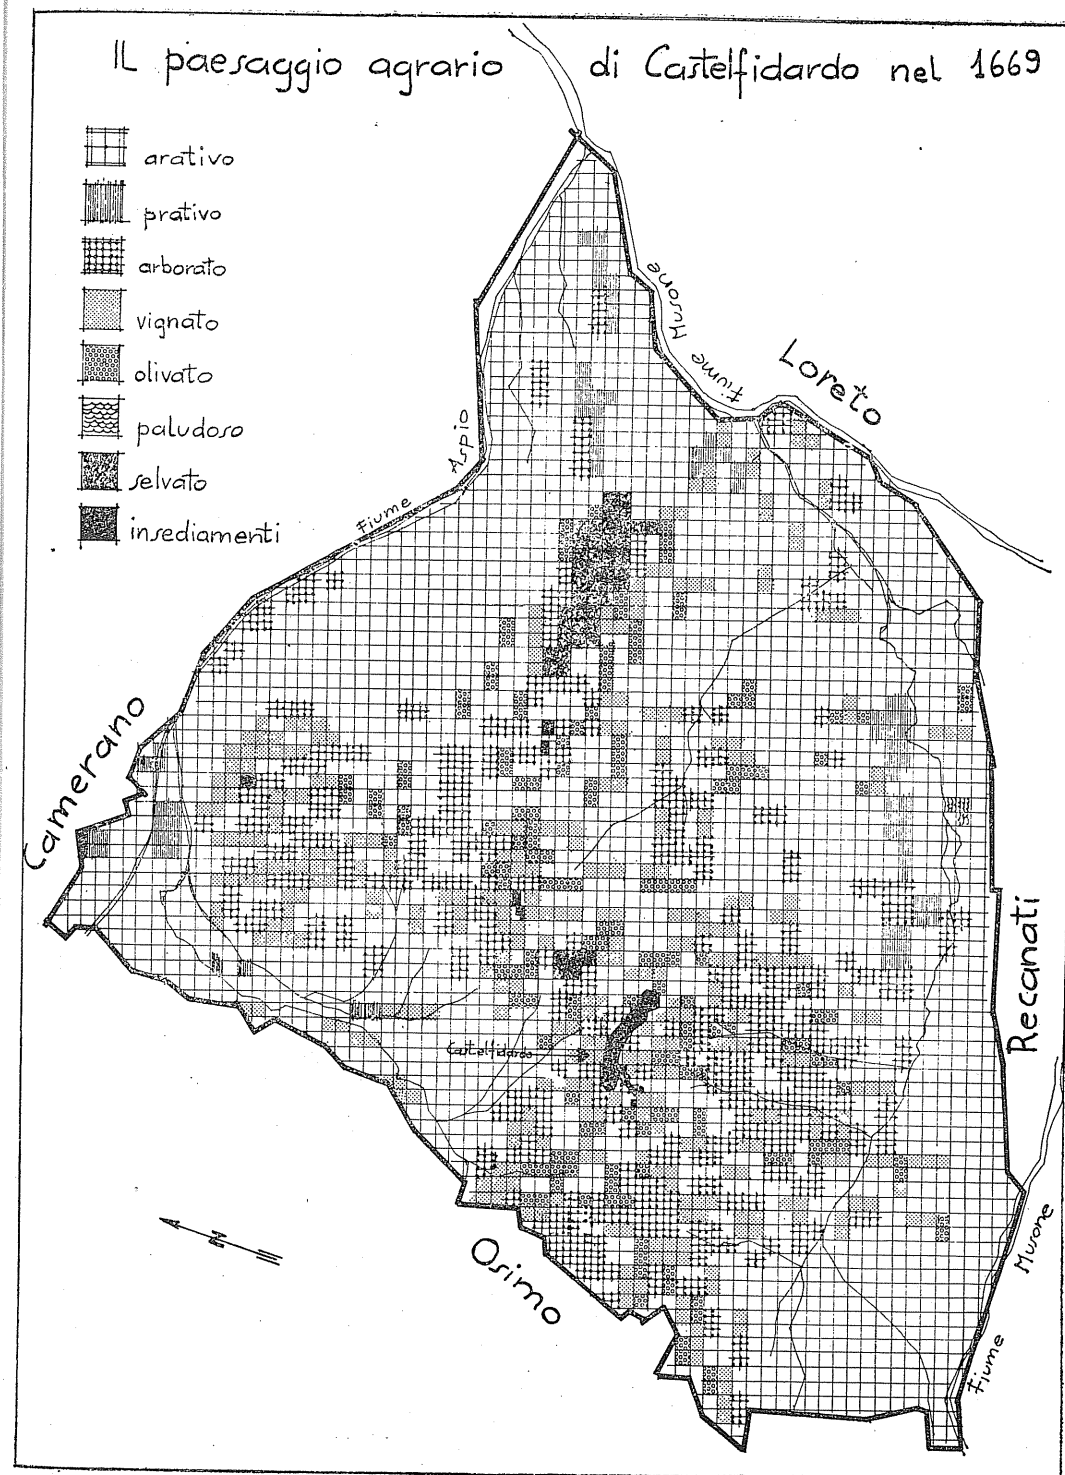 IL paesaggio agrario di Castelfidardo nel 1669
arativo
prativo
arborato
vignato
olivato
paludoso
selvato
insediamenti
Fiume Musone
Loreto
Fiume Aspio
Camerano
Recanati
Castelfidardo
N
Osimo
Fiume Musone